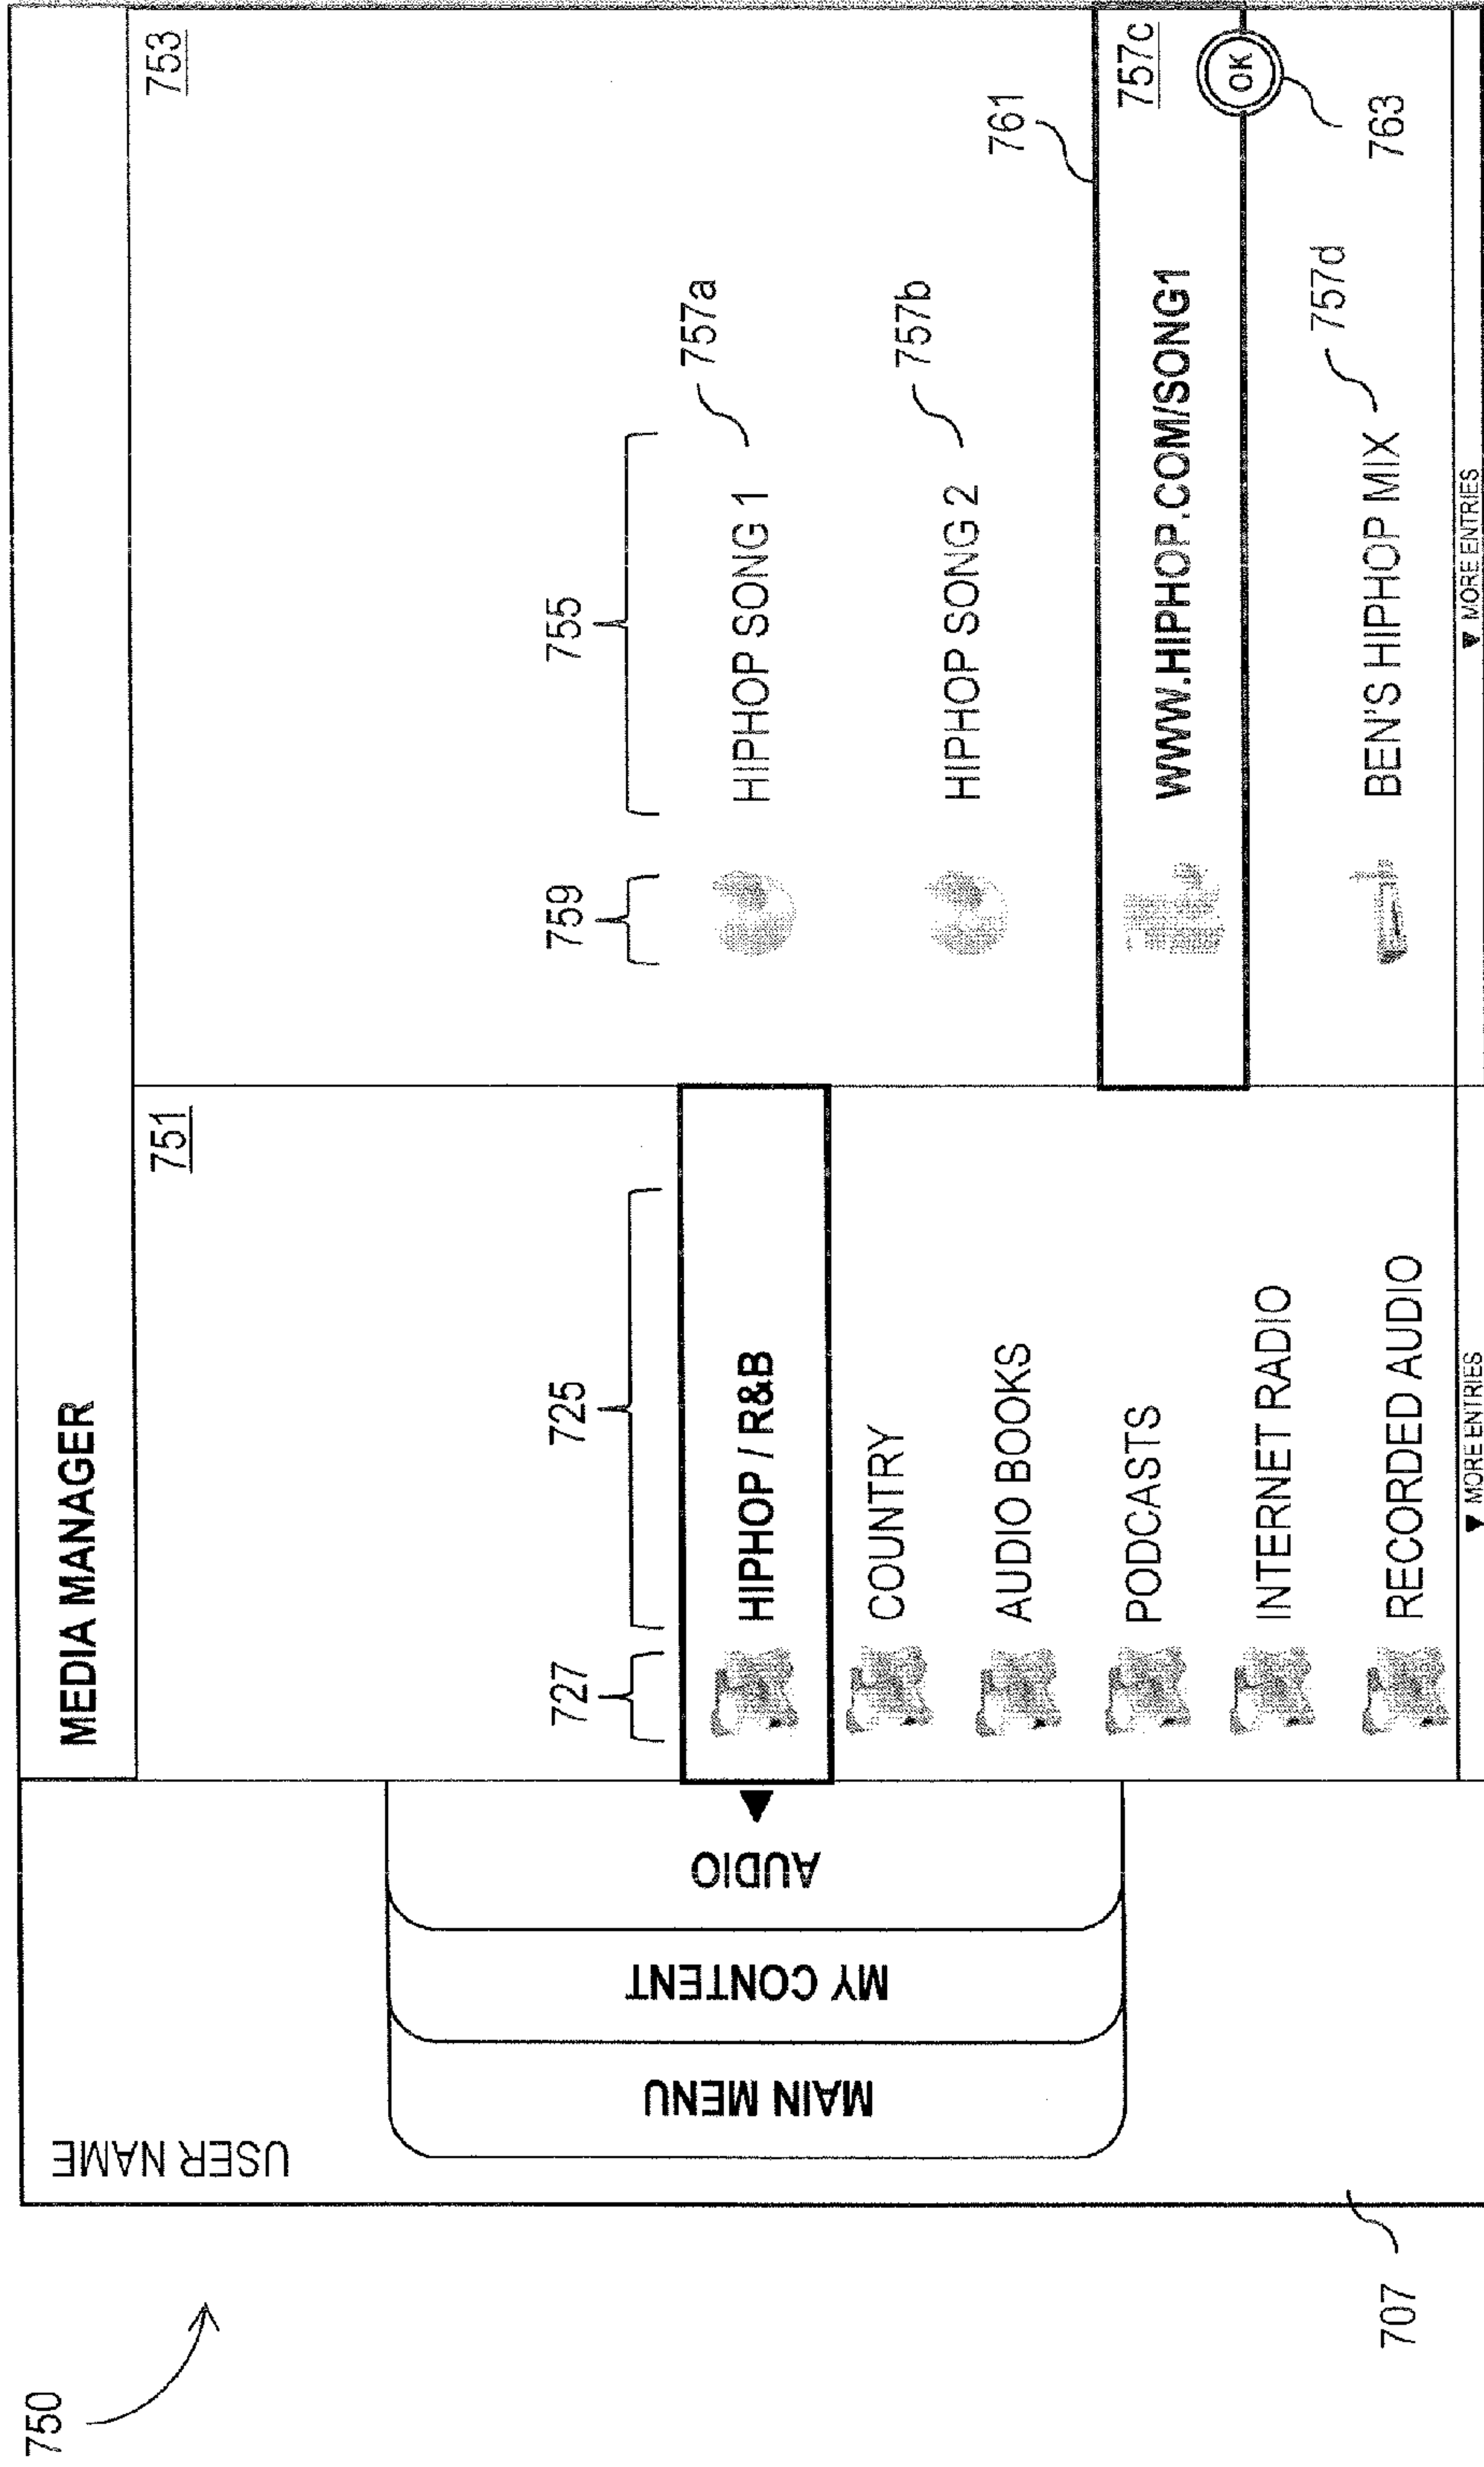 750
USER NAME
MAIN MENU
MY CONTENT
AUDIO
707
MEDIA MANAGER
751
727
725
HIPHOP / R&B
COUNTRY
AUDIO BOOKS
PODCASTS
INTERNET RADIO
RECORDED AUDIO
▼ MORE ENTRIES
753
759
755
HIPHOP SONG 1
757a
HIPHOP SONG 2
757b
761
WWW.HIPHOP.COM/SONG1
757c
OK
763
BEN'S HIPHOP MIX
757d
▼ MORE ENTRIES